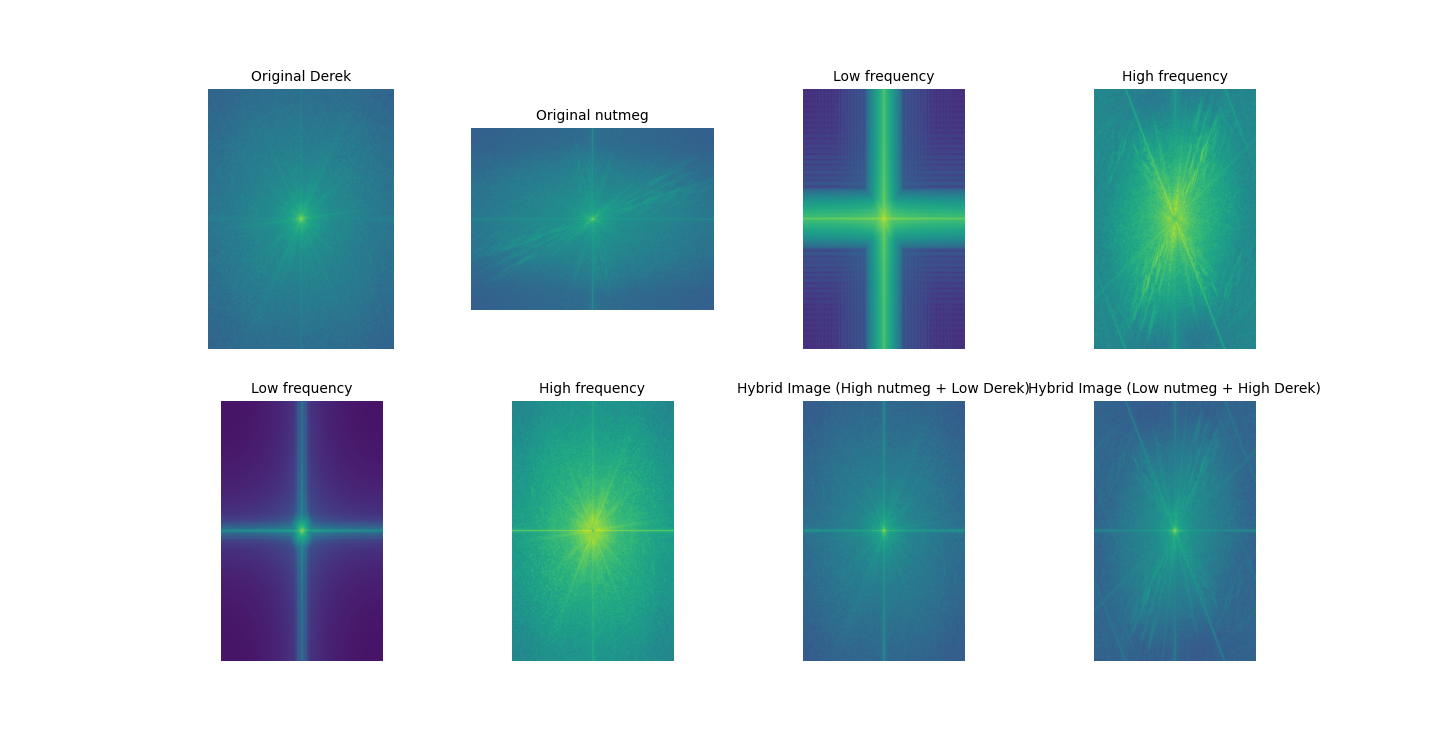 Original Derek
Original nutmeg
Low frequency
High frequency
Low frequency
High frequency
Hybrid Image (High nutmeg + Low Derek)
Hybrid Image (Low nutmeg + High Derek)